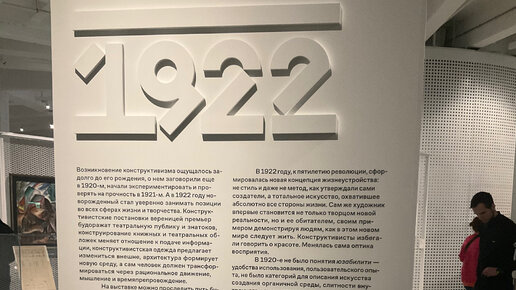 1922
Возникновение конструктивизма ощущалось за-
долго до его рождения, о нем заговорили еще
в 1920-м, начали экспериментировать и про-
верять на прочность в 1921-м. А в 1922 году но-
ворожденный стал уверенно занимать позиции
во всех сферах жизни и творчества. Конструк-
тивистские постановки вереницей премьер
будоражат театральную публику и знатоков,
конструирование книжных и театральных об-
ложек меняет отношение к подаче информа-
ции, конструктивистская одежда предлагает
измениться внешне, архитектура формирует
новую среду, а сам человек должен трансфор-
мироваться через рациональное движение,
мышление и времяпрепровождение.
На выставке можно проследить путь
В 1922 году, к пятилетию революции, сфор-
мировалась новая концепция жизнеустройства:
не стиль и даже не метод, как утверждали сами
создатели, а тотальное искусство, охватившее
абсолютно все стороны жизни. Сам же художник
впервые становится не только творцом новой
реальности, но и ее обитателем, своим при-
мером демонстрируя людям, как в этом новом
мире следует жить. Конструктивисты избега-
ли говорить о красоте. Менялась сама оптика
восприятия.
В 1920-е не было понятия юзабилити —
удобства использования, пользовательского опы-
та, не было категорий для описания искусства
создания органичной среды, слитности